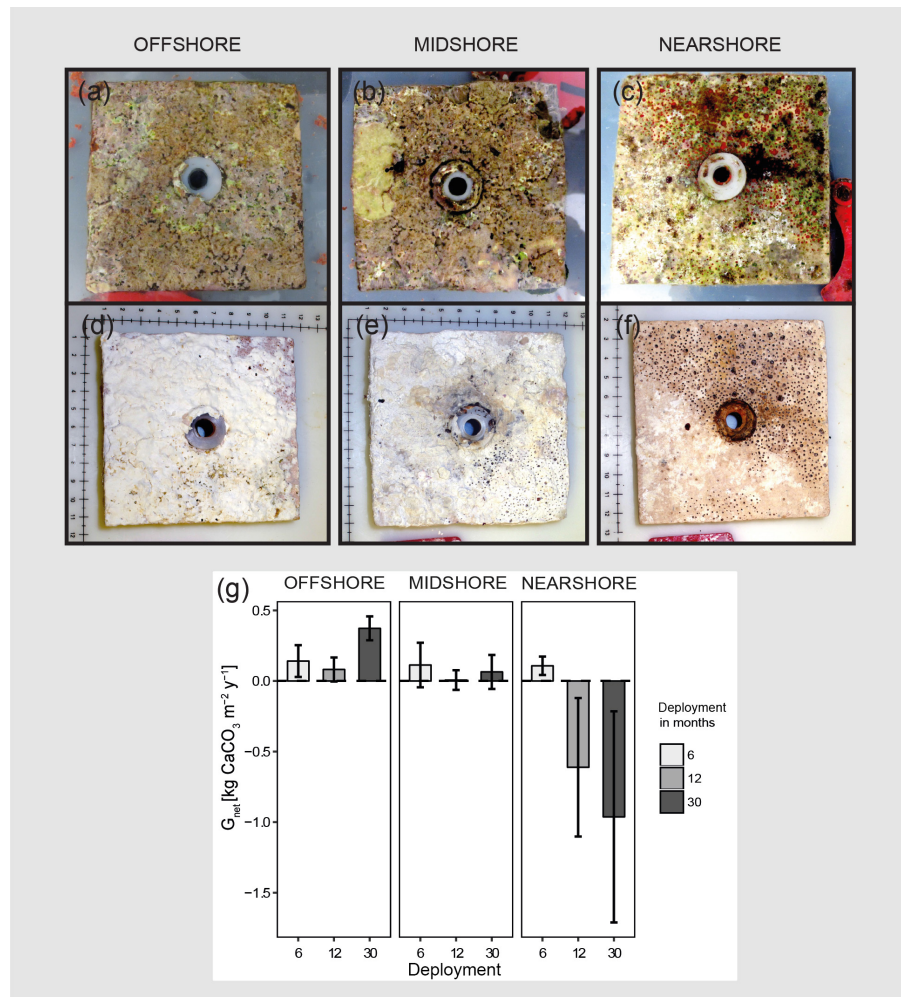 OFFSHORE MIDSHORE NEARSHORE
(a) (b) (c)
(d) (e) (f)
(g)
OFFSHORE MIDSHORE NEARSHORE
0.5
0.0
−0.5
−1.0
−1.5
G_net [kg CaCO₃ m⁻² y⁻¹]
6 12 30 6 12 30 6 12 30
Deployment
Deployment
in months
6
12
30